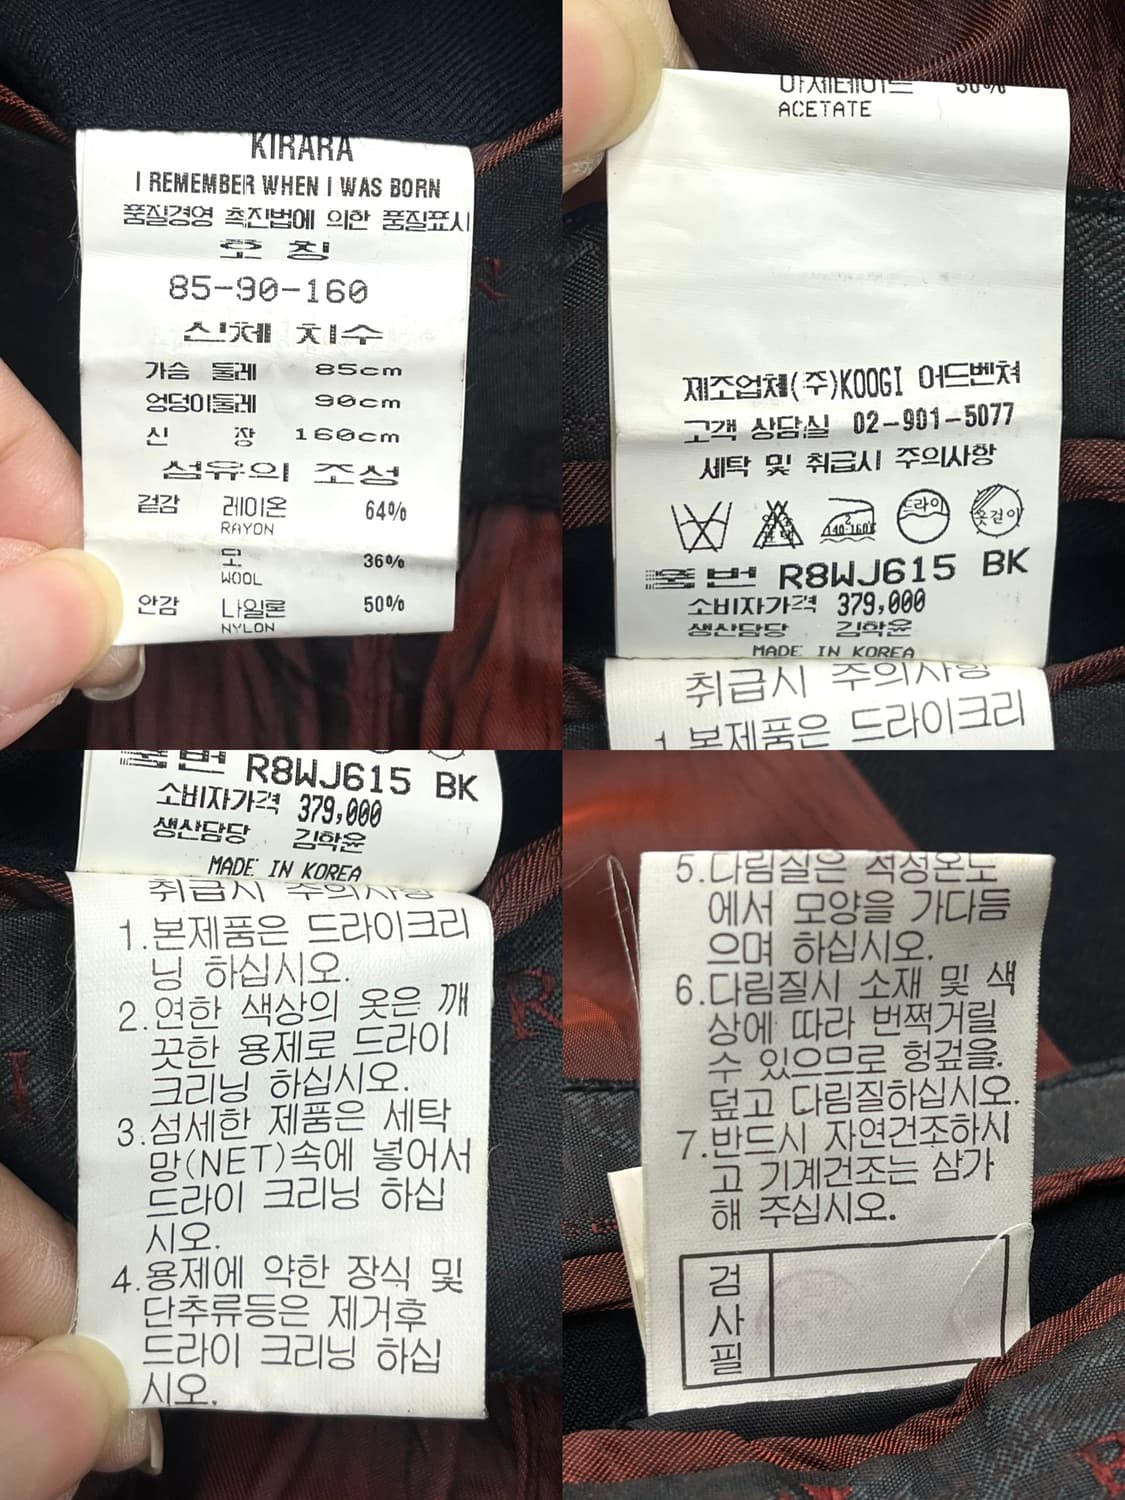 KIRARA
I REMEMBER WHEN I WAS BORN
품질경영 촉진법에 의한 품질표시
호 칭
85-90-160
신체 치수
가슴 둘레 85cm
엉덩이둘레 90cm
신 장 160cm
섬유의 조성
겉감 레이온 64%
RAYON
모 36%
WOOL
안감 나일론 50%
NYLON
아세테이트 50%
ACETATE
제조업체(주)KOOGI 어드벤쳐
고객 상담실 02-901-5077
세탁 및 취급시 주의사항
2 140-160℃ 드라이 옷걸이
품번 R8WJ615 BK
소비자가격 379,000
생산담당 김학윤
MADE IN KOREA
취급시 주의사항
1 본제품은 드라이크리
품번 R8WJ615 BK
소비자가격 379,000
생산담당 김학윤
MADE IN KOREA
취급시 주의사항
1.본제품은 드라이크리
닝 하십시오.
2.연한 색상의 옷은 깨
끗한 용제로 드라이
크리닝 하십시오.
3.섬세한 제품은 세탁
망(NET)속에 넣어서
드라이 크리닝 하십
시오.
4.용제에 약한 장식 및
단추류등은 제거후
드라이 크리닝 하십
시오.
5.다림질은 적정온도
에서 모양을 가다듬
으며 하십시오.
6.다림질시 소재 및 색
상에 따라 번쩍거릴
수 있으므로 헝겊을
덮고 다림질하십시오.
7.반드시 자연건조하시
고 기계건조는 삼가
해 주십시오.
검
사
필